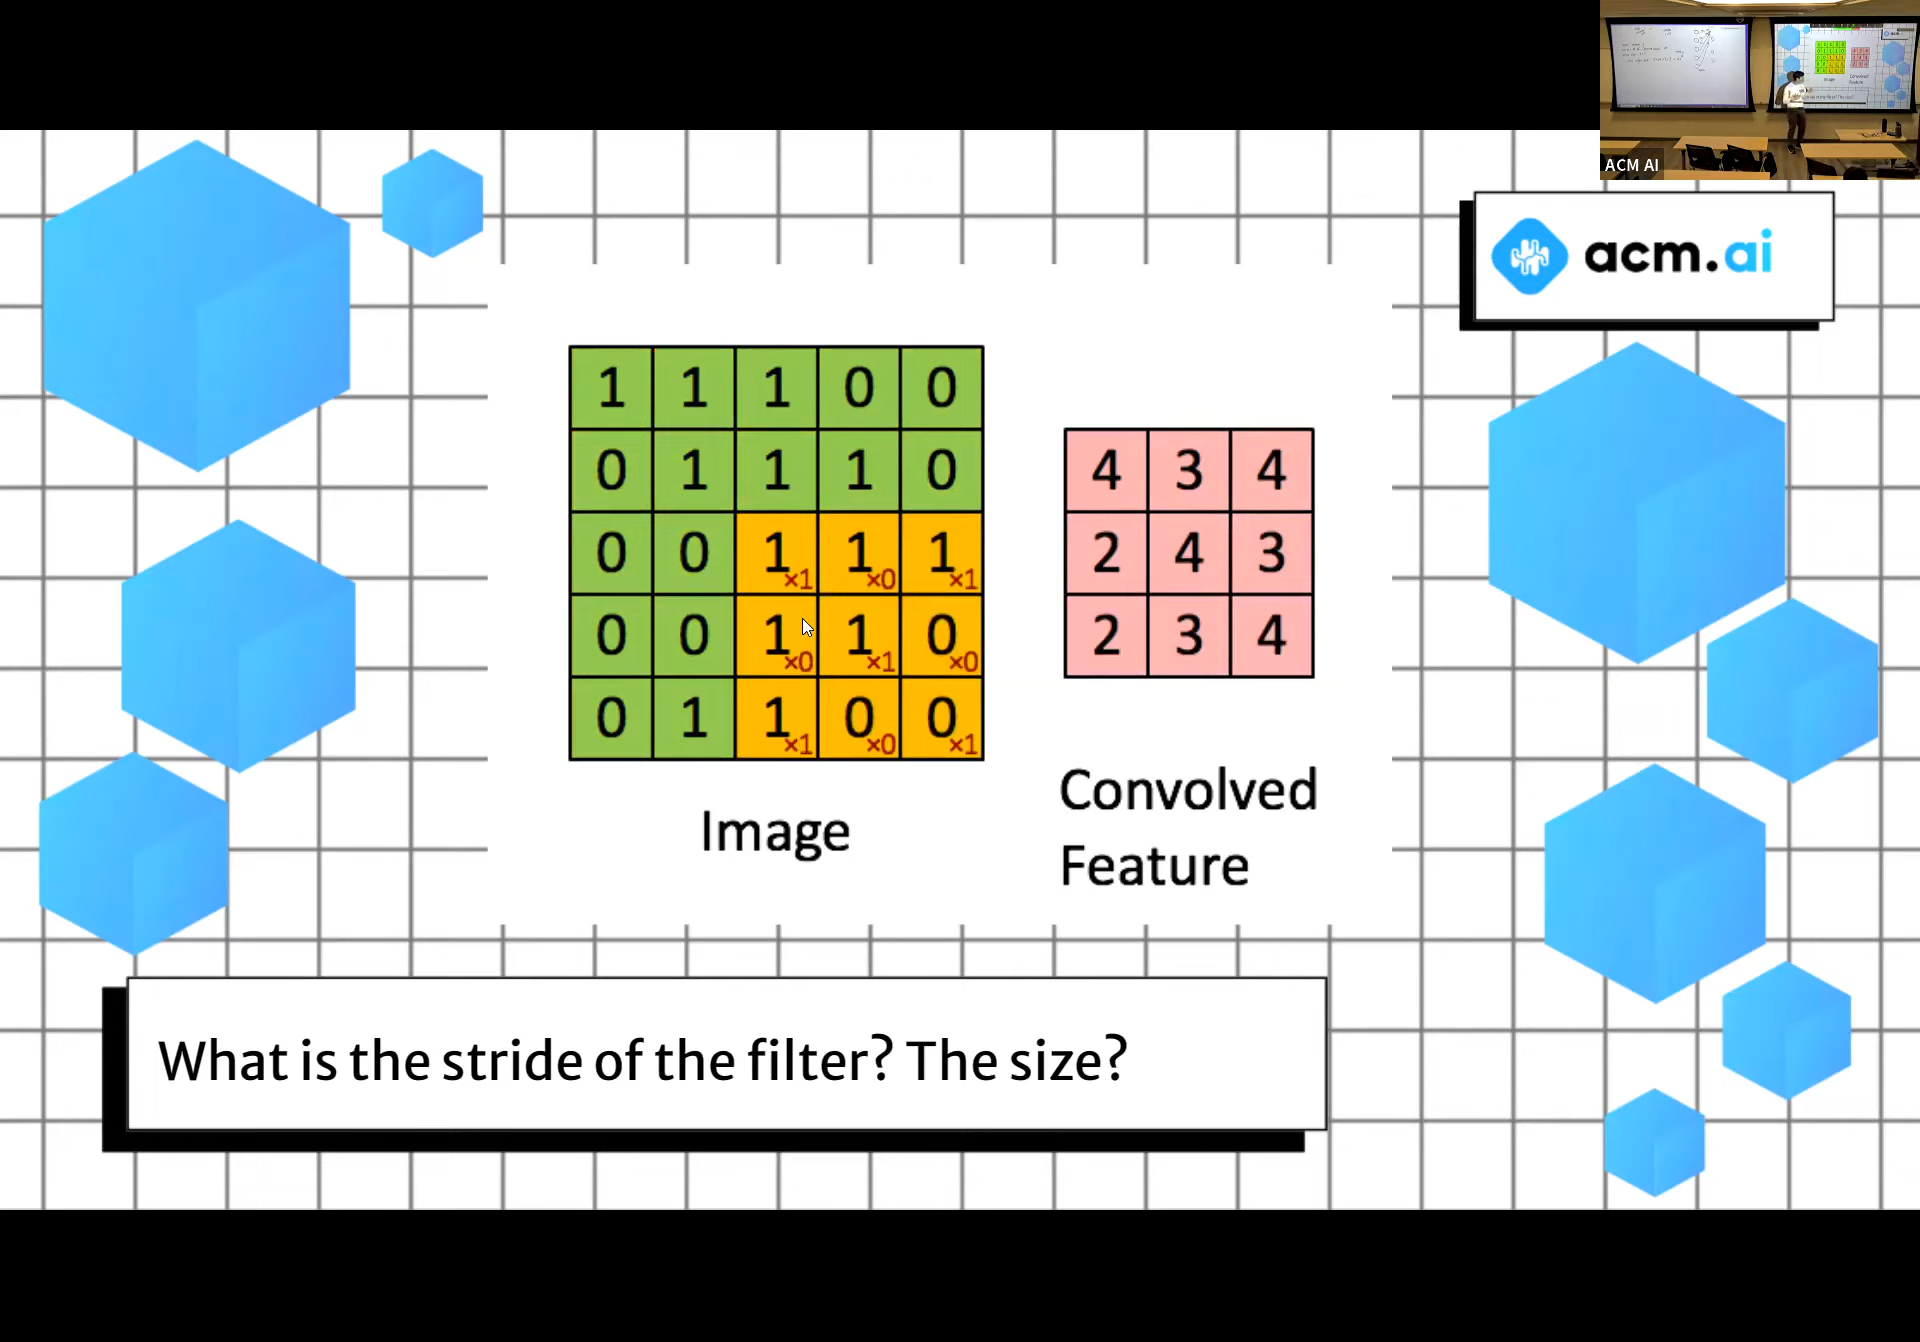 ACM AI
acm.ai
1 1 1 0 0
0 1 1 1 0
0 0 1×1 1×0 1×1
0 0 1×0 1×1 0×0
0 1 1×1 0×0 0×1
4 3 4
2 4 3
2 3 4
Image
Convolved
Feature
What is the stride of the filter? The size?